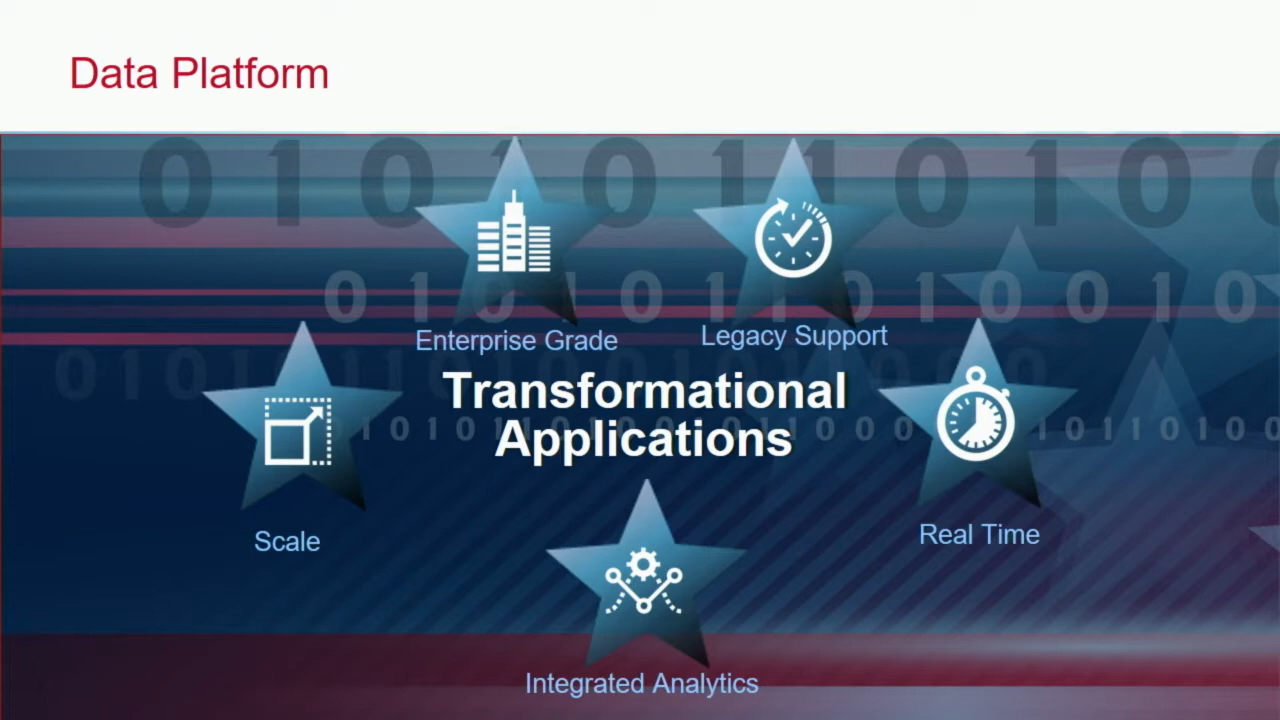 Data Platform
Enterprise Grade
Legacy Support
Transformational
Applications
Scale
Real Time
Integrated Analytics